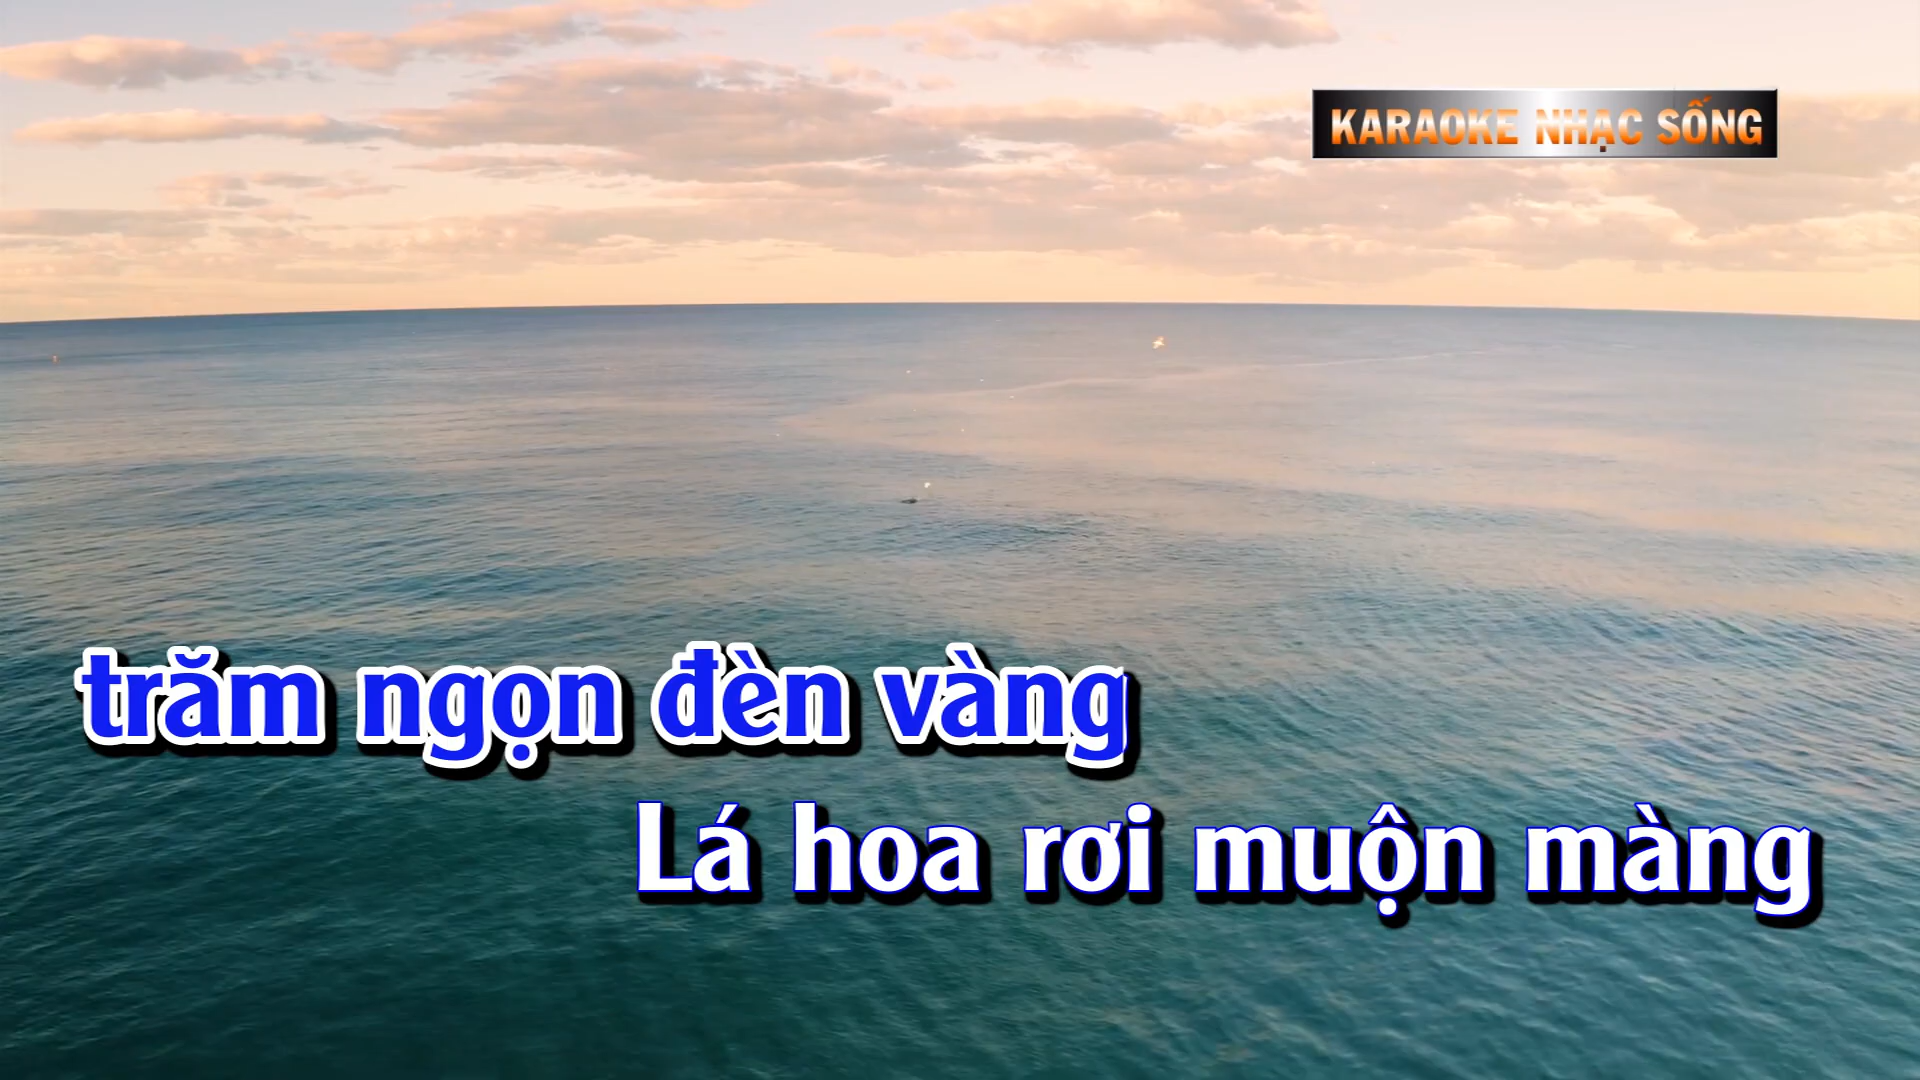 KARAOKE NHẠC SỐNG
trăm ngọn đèn vàng
Lá hoa rơi muộn màng